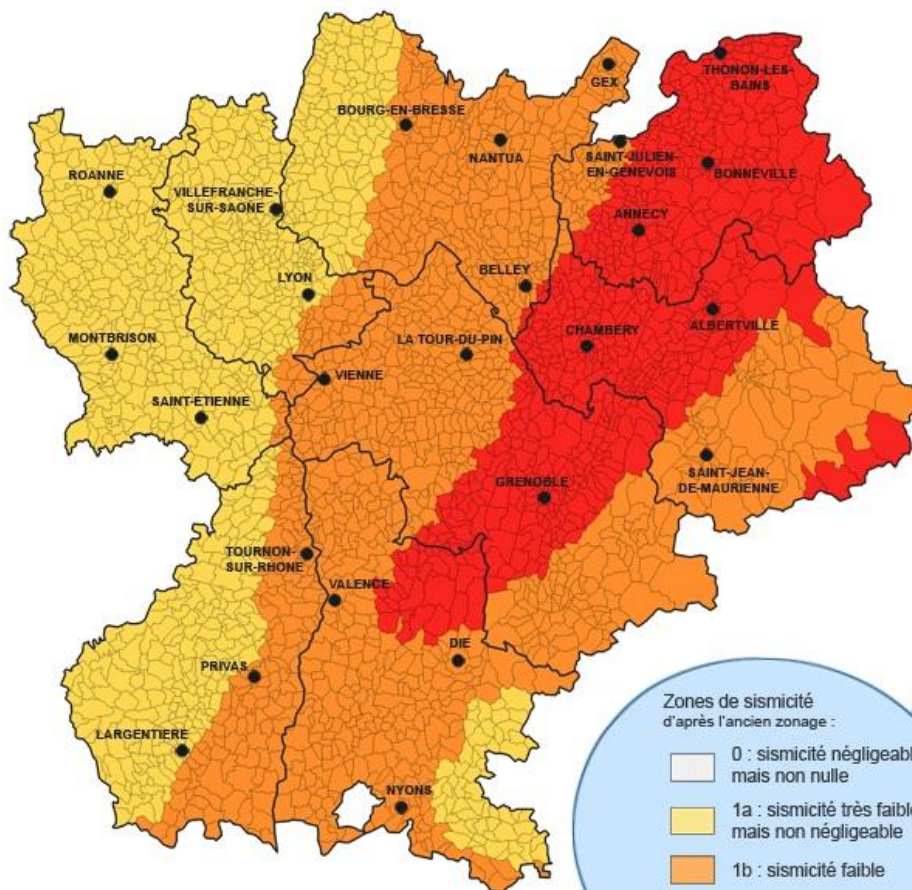 THONON-LES-
BAINS
GEX
BOURG-EN-BRESSE
NANTUA
SAINT-JULIEN-
EN-GENEVOIS
BONNEVILLE
ROANNE
VILLEFRANCHE-
SUR-SAONE
ANNECY
LYON
BELLEY
ALBERTVILLE
MONTBRISON
LA TOUR-DU-PIN
CHAMBERY
VIENNE
SAINT-ETIENNE
SAINT-JEAN-
DE-MAURIENNE
GRENOBLE
TOURNON-
SUR-RHONE
VALENCE
DIE
PRIVAS
LARGENTIERE
NYONS
Zones de sismicité
d'après l'ancien zonage :
0 : sismicité négligeable
mais non nulle
1a : sismicité très faible
mais non négligeable
1b : sismicité faible